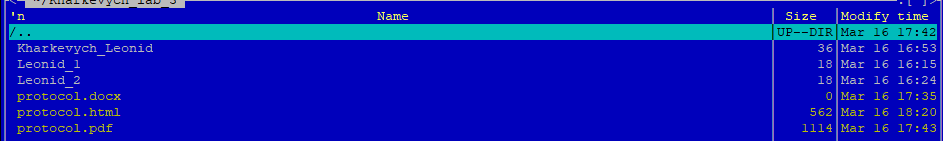 ~/Kharkevych_lab_3 .[^]>
'n Name Size Modify time
/.. UP--DIR Mar 16 17:42
Kharkevych_Leonid 36 Mar 16 16:53
Leonid_1 18 Mar 16 16:15
Leonid_2 18 Mar 16 16:24
protocol.docx 0 Mar 16 17:35
protocol.html 562 Mar 16 18:20
protocol.pdf 1114 Mar 16 17:43